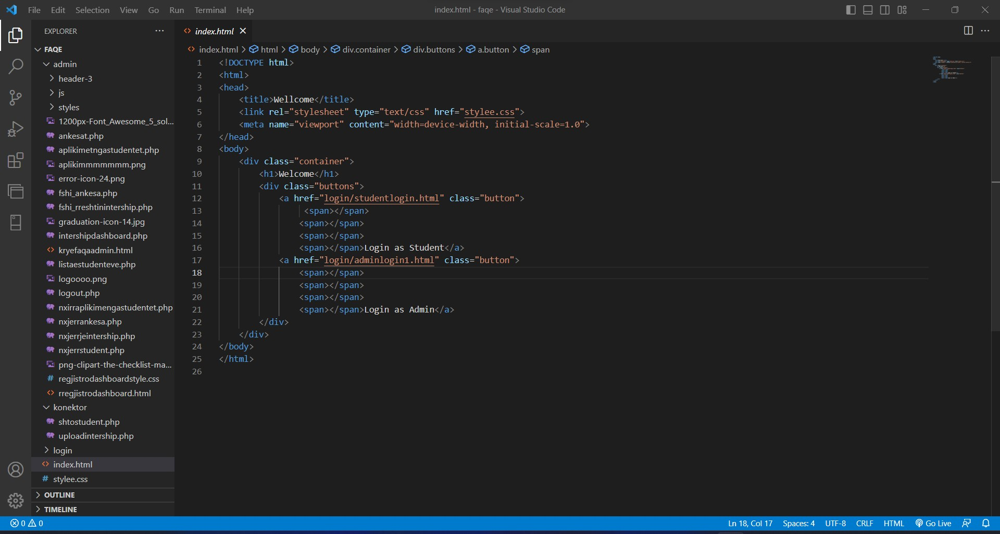 File Edit Selection View Go Run Terminal Help
index.html - faqe - Visual Studio Code
EXPLORER
FAQE
admin
header-3
js
styles
1200px-Font_Awesome_5_sol...
ankesat.php
aplikimetngastudentet.php
aplikimmmmmmm.png
error-icon-24.png
fshi_ankesa.php
fshi_rreshtinintership.php
graduation-icon-14.jpg
intershipdashboard.php
kryefaqaadmin.html
listaestudenteve.php
logoooo.png
logout.php
nxirraplikimengastudentet.php
nxjerrankesa.php
nxjerrjeintership.php
nxjerrstudent.php
png-clipart-the-checklist-ma...
regjistrodashboardstyle.css
rregjistrodashboard.html
konektor
shtostudent.php
uploadintership.php
login
index.html
stylee.css
OUTLINE
TIMELINE
index.html
index.html > html > body > div.container > div.buttons > a.button > span
1 <!DOCTYPE html>
2 <html>
3 <head>
4     <title>Wellcome</title>
5     <link rel="stylesheet" type="text/css" href="stylee.css">
6     <meta name="viewport" content="width=device-width, initial-scale=1.0">
7 </head>
8 <body>
9     <div class="container">
10         <h1>Welcome</h1>
11         <div class="buttons">
12             <a href="login/studentlogin.html" class="button">
13                  <span></span>
14                 <span></span>
15                 <span></span>
16                 <span></span>Login as Student</a>
17             <a href="login/adminlogin1.html" class="button">
18                 <span></span>
19                 <span></span>
20                 <span></span>
21                 <span></span>Login as Admin</a>
22         </div>
23     </div>
24 </body>
25 </html>
26
0 0 Ln 18, Col 17 Spaces: 4 UTF-8 CRLF HTML Go Live